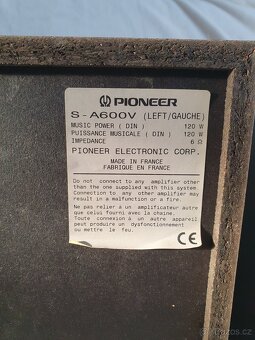 PIONEER
S-A600V (LEFT/GAUCHE)
MUSIC POWER ( DIN ) 120 W
PUISSANCE MUSICALE ( DIN ) 120 W
IMPEDANCE 6 Ω
PIONEER ELECTRONIC CORP.
MADE IN FRANCE
FABRIQUE EN FRANCE
Do not connect to any amplifier other
than the one supplied with this system.
Connection to any other amplifier may
result in a malfunction or a fire.
Ne pas relier à un amplificateur autre
que celui fourni avec la chaine.
Toute connexion à un autre appareil
peut produire un dysfonctionnement
ou mettre le feu.
CE
sbazos.cz